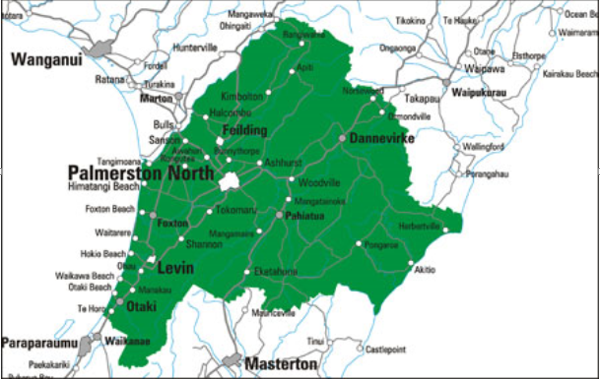 Mangaweka
Ohingaiti
Tikokino
Te Hauke
Ocean Be
Rangiwahia
Waimaram
Hunterville
Ongaonga
Otane
Elsthorpe
Wanganui
Fordell
Apiti
Waipawa
Kairakau Beach
Ratana
Turakina
Waipukurau
Marton
Kimbolton
Norsewood
Takapau
Halcombe
Ormondville
Bulls
Feilding
Sanson
Dannevirke
Wallingford
Awahuri
Bunnythorpe
Rongotea
Tangimoana
Ashhurst
Palmerston North
Porangahau
Himatangi Beach
Woodville
Mangatainoka
Foxton Beach
Tokomaru
Foxton
Pahiatua
Herbertville
Waitarere
Mangamaire
Shannon
Pongaroa
Hokio Beach
Ohau
Levin
Akitio
Waikawa Beach
Eketahuna
Otaki Beach
Manakau
Otaki
Te Horo
Mauriceville
Paraparaumu
Waikanae
Tinui
Castlepoint
Paekakariki
Masterton